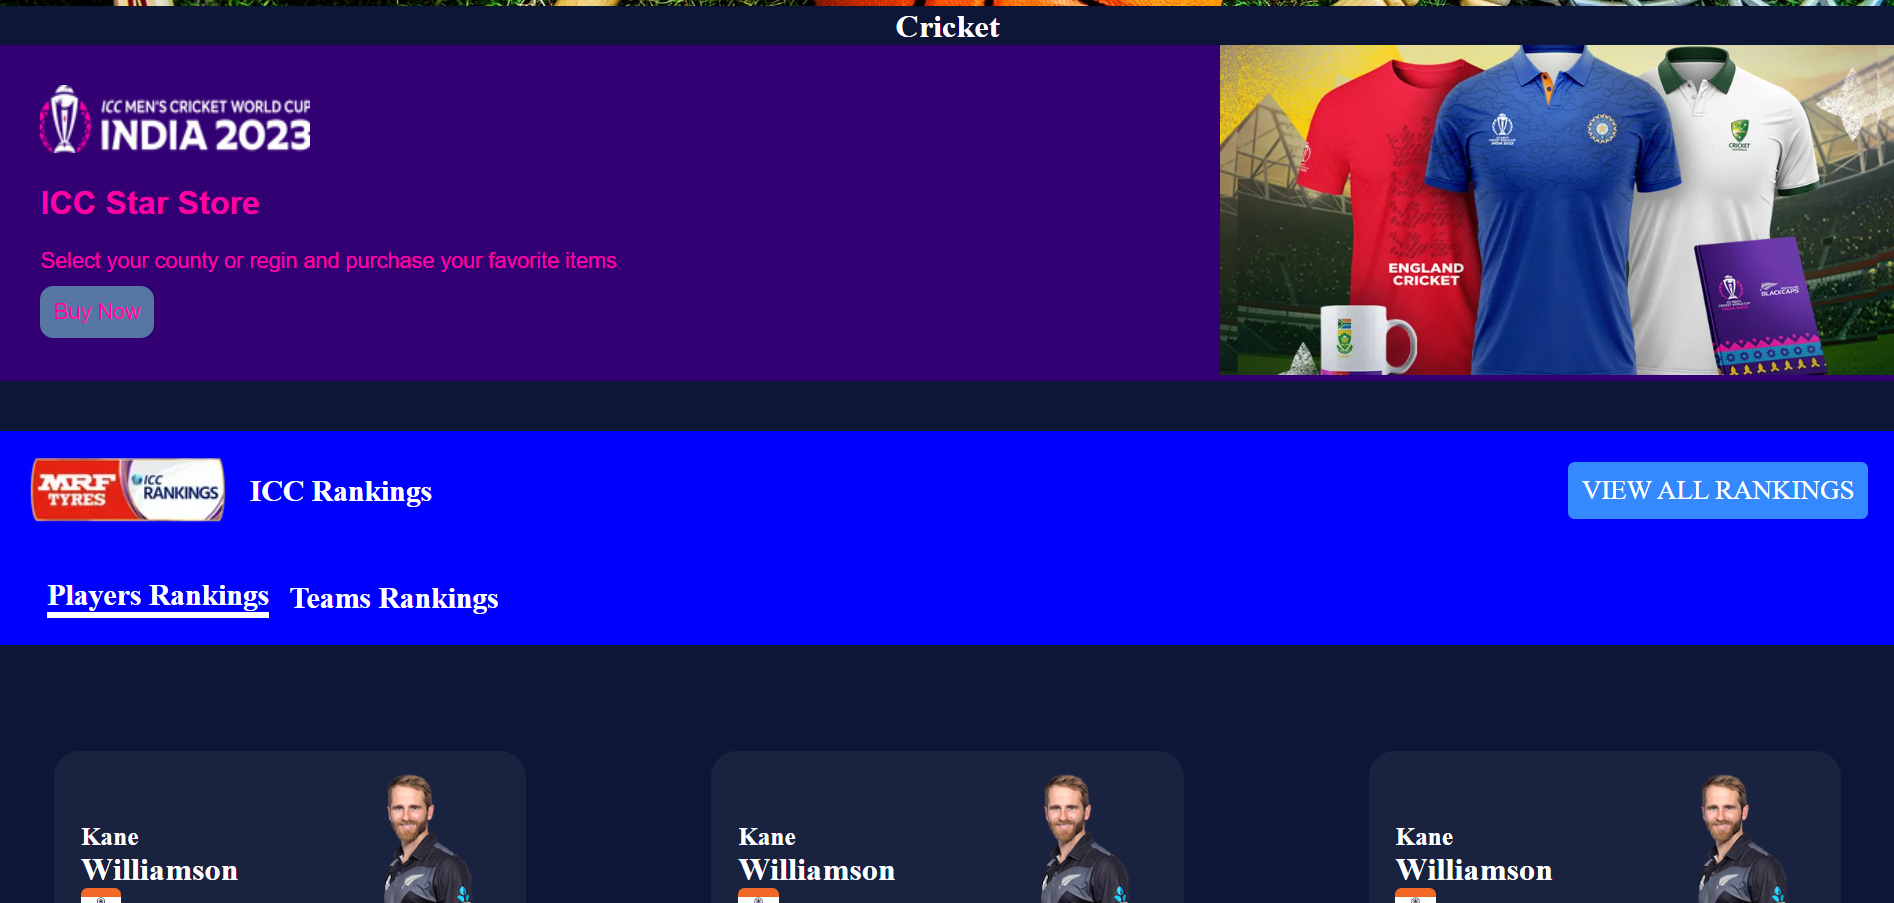 Cricket
ICC MEN'S CRICKET WORLD CUP
INDIA 2023
ICC Star Store
Select your county or regin and purchase your favorite items
Buy Now
ENGLAND
CRICKET
CRICKET
BLACKCAPS
MRF
TYRES
ICC
RANKINGS
ICC Rankings
VIEW ALL RANKINGS
Players Rankings
Teams Rankings
Kane
Williamson
Kane
Williamson
Kane
Williamson